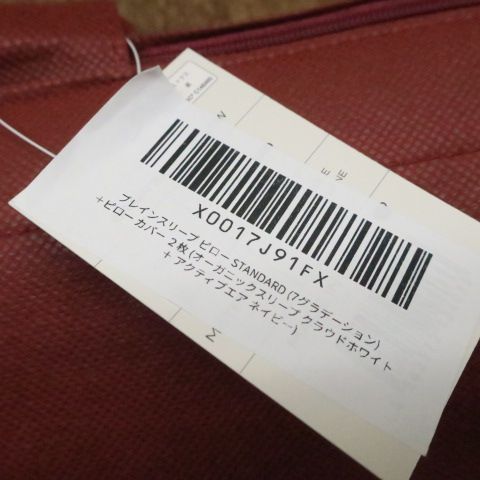 X0017J91FX
ブレインスリープ ピロー STANDARD (7グラデーション)
+ピロー カバー 2 枚 (オーガニックスリープ クラウドホワイト
+ アクティブエア ネイビー)
N
E
VE
M